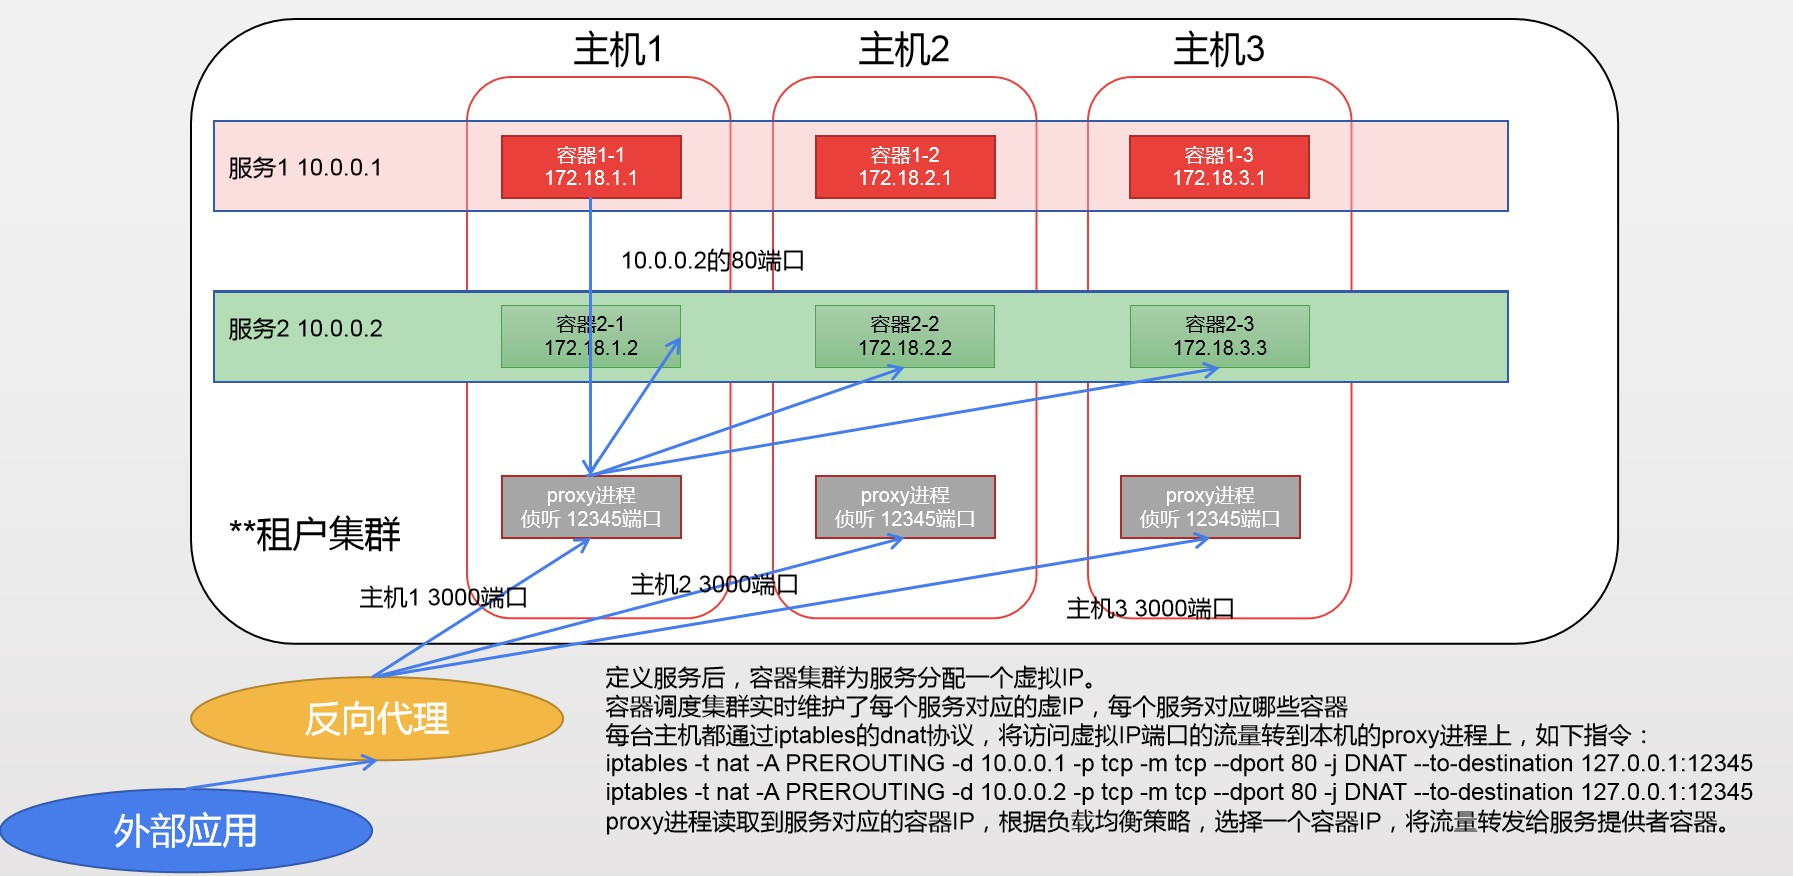 主机1
主机2
主机3
服务1 10.0.0.1
容器1-1
172.18.1.1
容器1-2
172.18.2.1
容器1-3
172.18.3.1
10.0.0.2的80端口
服务2 10.0.0.2
容器2-1
172.18.1.2
容器2-2
172.18.2.2
容器2-3
172.18.3.3
proxy进程
侦听 12345端口
proxy进程
侦听 12345端口
proxy进程
侦听 12345端口
**租户集群
主机1 3000端口
主机2 3000端口
主机3 3000端口
反向代理
外部应用
定义服务后，容器集群为服务分配一个虚拟IP。
容器调度集群实时维护了每个服务对应的虚IP，每个服务对应哪些容器
每台主机都通过iptables的dnat协议，将访问虚拟IP端口的流量转到本机的proxy进程上，如下指令：
iptables -t nat -A PREROUTING -d 10.0.0.1 -p tcp -m tcp --dport 80 -j DNAT --to-destination 127.0.0.1:12345
iptables -t nat -A PREROUTING -d 10.0.0.2 -p tcp -m tcp --dport 80 -j DNAT --to-destination 127.0.0.1:12345
proxy进程读取到服务对应的容器IP，根据负载均衡策略，选择一个容器IP，将流量转发给服务提供者容器。